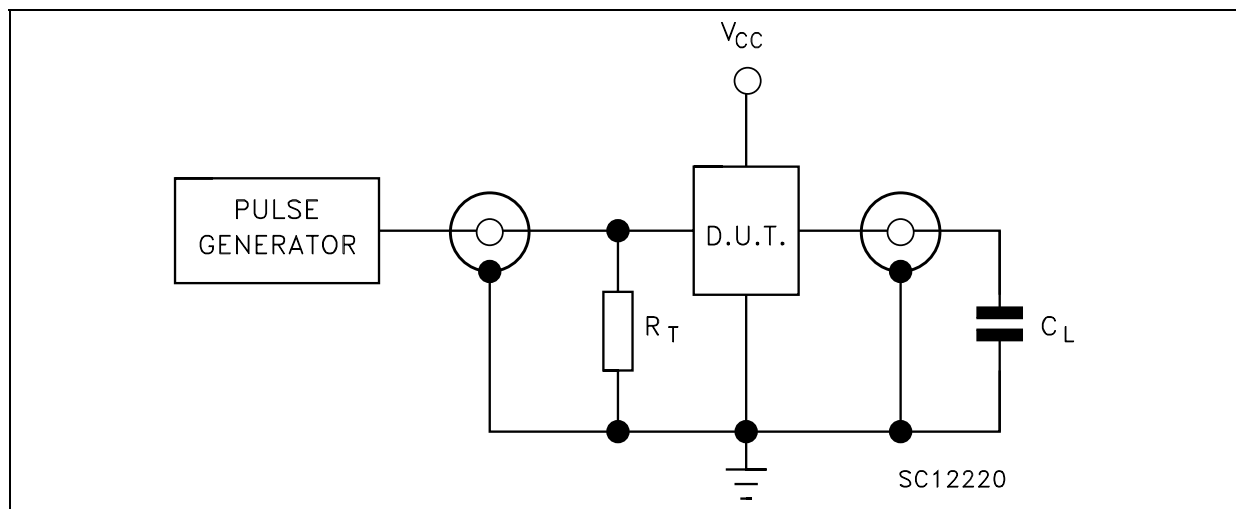 VCC
PULSE
GENERATOR
D.U.T.
RT
CL
SC12220